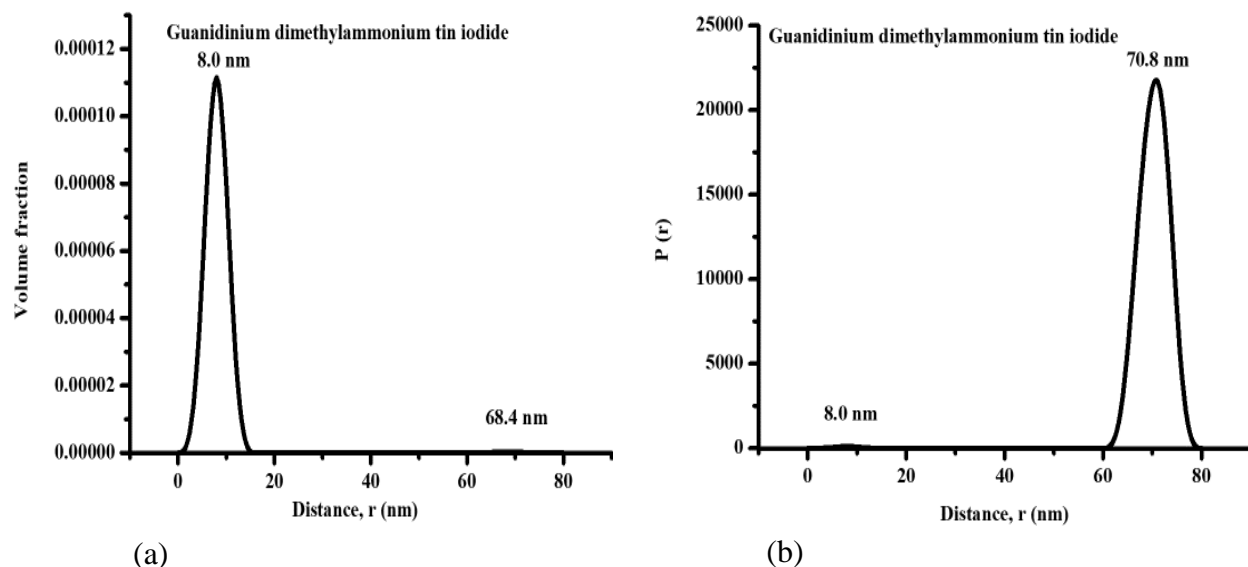 Guanidinium dimethylammonium tin iodide
8.0 nm
0.00012
0.00010
0.00008
0.00006
0.00004
0.00002
0.00000
Volume fraction
68.4 nm
0
20
40
60
80
Distance, r (nm)
(a)
25000
Guanidinium dimethylammonium tin iodide
70.8 nm
20000
15000
10000
5000
0
P (r)
8.0 nm
0
20
40
60
80
Distance, r (nm)
(b)